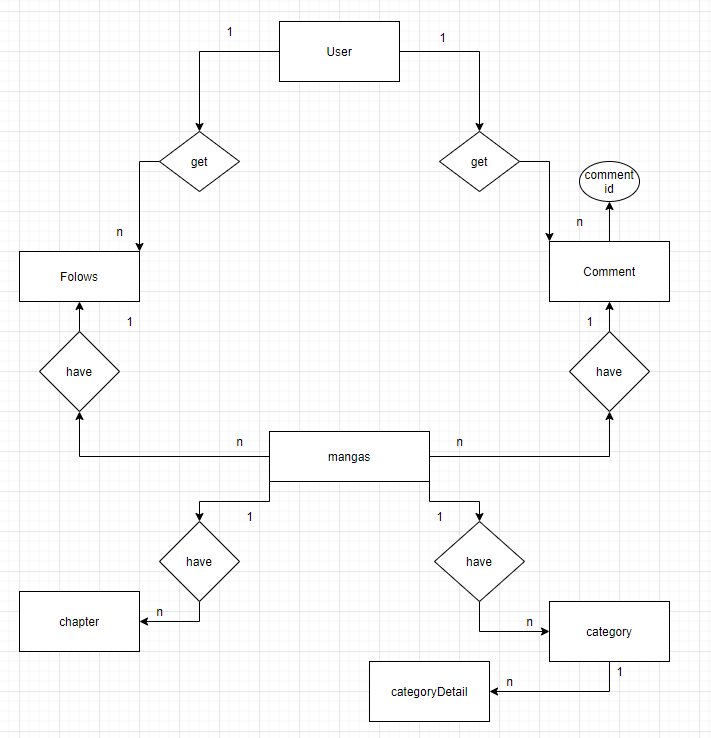 1
User
1
get
get
comment
id
n
n
Folows
Comment
1
1
have
have
n
n
mangas
1
1
have
have
chapter
n
n
category
1
categoryDetail
n